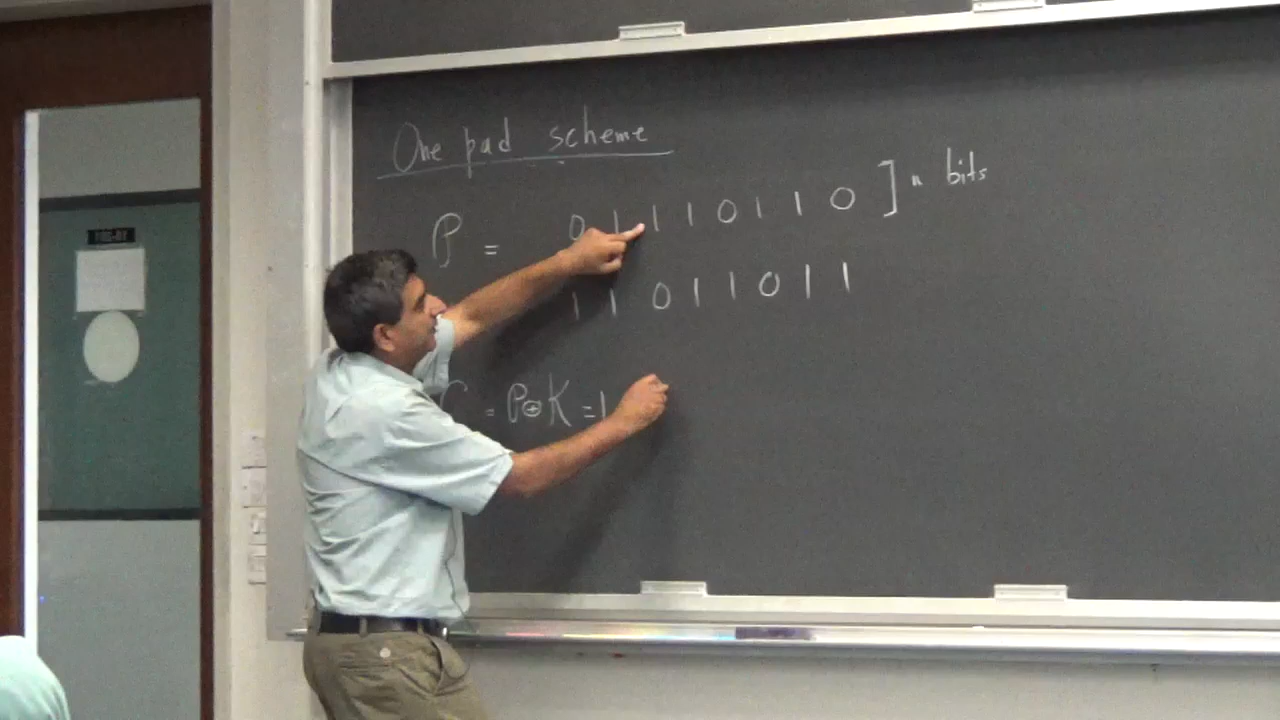 One pad scheme
P = 0 1 1 1 0 1 1 0 ] n bits
1 1 0 1 1 0 1 1
C = P ⊕ K = 1